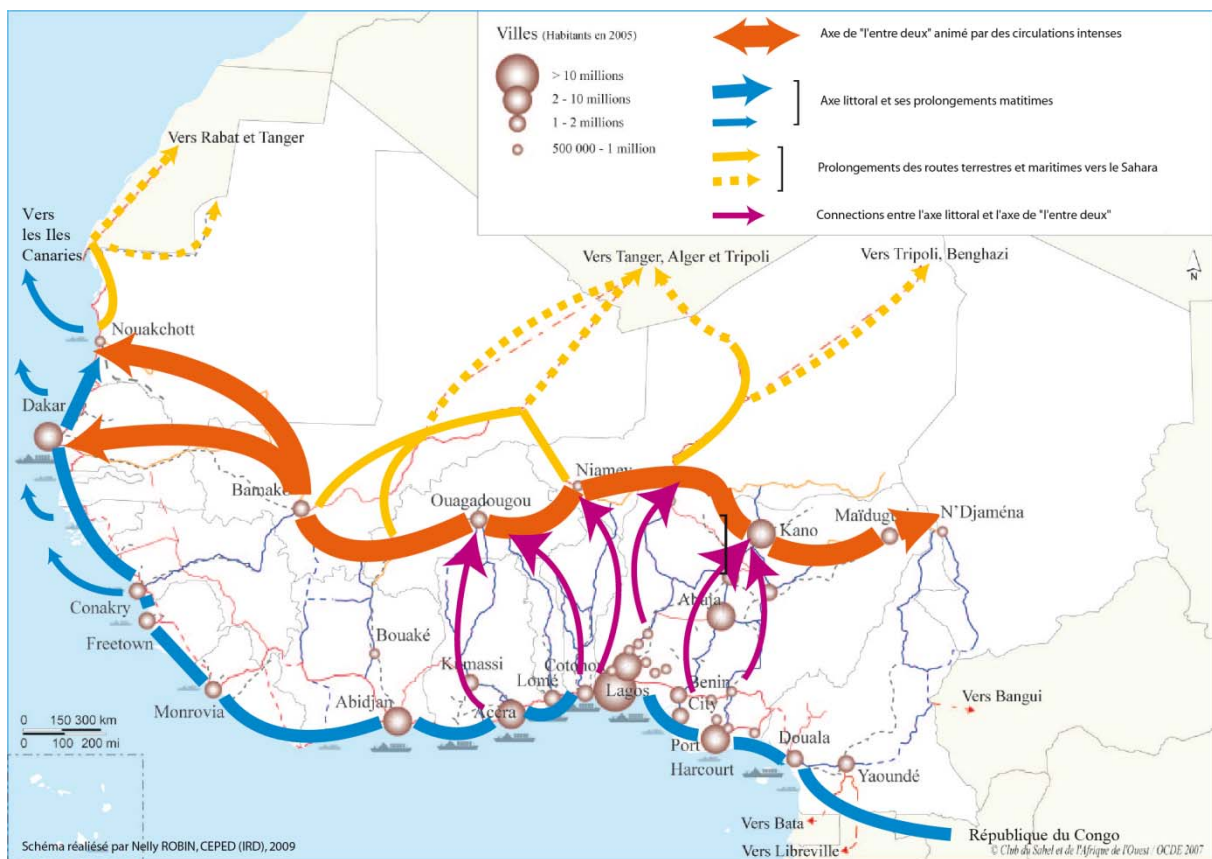 Villes (Habitants en 2005)
> 10 millions
2 - 10 millions
1 - 2 millions
500 000 - 1 million
Axe de "l'entre deux" animé par des circulations intenses
Axe littoral et ses prolongements matitimes
Prolongements des routes terrestres et maritimes vers le Sahara
Connections entre l'axe littoral et l'axe de "l'entre deux"
N
Vers Rabat et Tanger
Vers
les Iles
Canaries
Vers Tanger, Alger et Tripoli
Vers Tripoli, Benghazi
Nouakchott
Dakar
Bamako
Ouagadougou
Niamey
Kano
N'Djaména
Conakry
Freetown
Monrovia
Bouaké
Abidjan
Kumassi
Accra
Lomé
Cotonou
Lagos
Abuja
Benin
City
Port
Harcourt
Douala
Yaoundé
Vers Bangui
Vers Bata
Vers Libreville
République du Congo
0 150 300 km
0 100 200 mi
Schéma réaliésé par Nelly ROBIN, CEPED (IRD), 2009
© Club du Sahel et de l'Afrique de l'Ouest / OCDE 2007